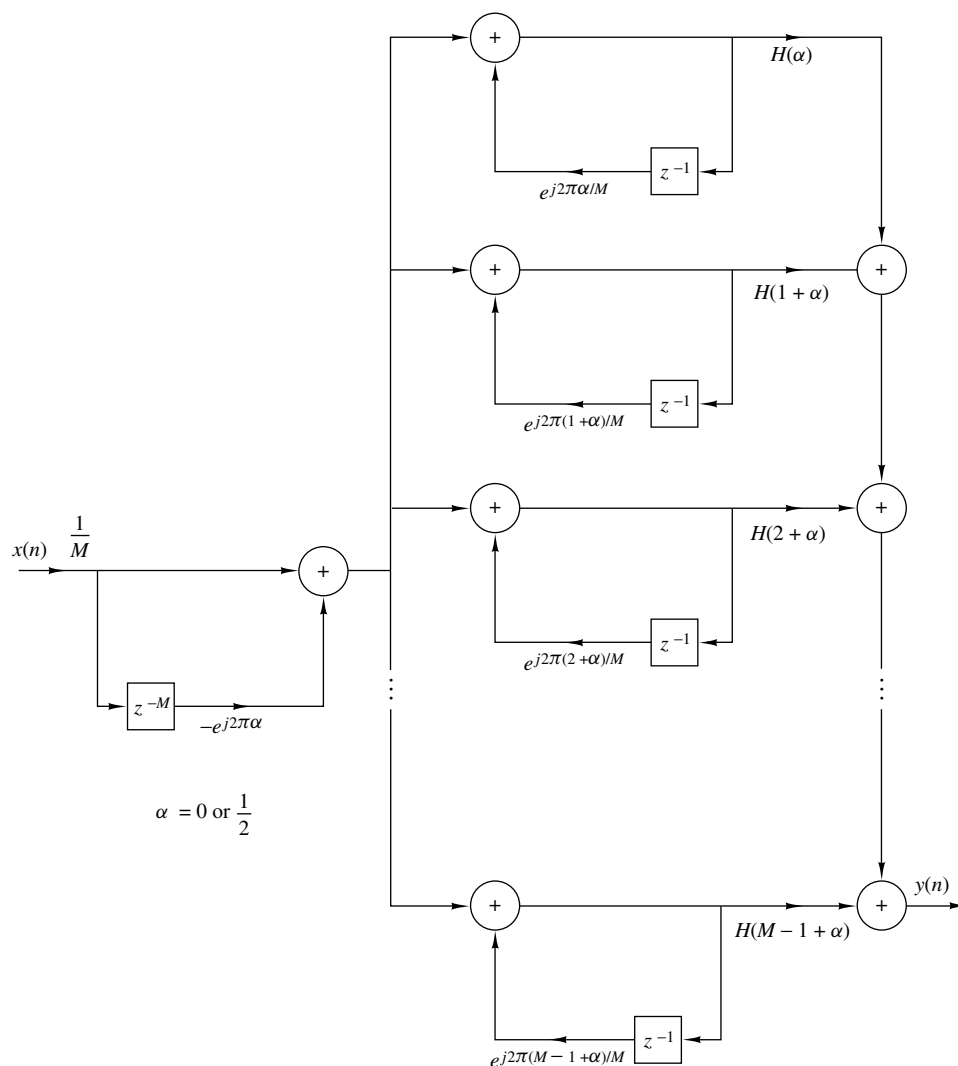 +
H(α)
z⁻¹
e^{j2πα/M}
+
+
H(1 + α)
z⁻¹
e^{j2π(1+α)/M}
+
+
H(2 + α)
z⁻¹
e^{j2π(2+α)/M}
x(n)
1/M
+
z^{-M}
−e^{j2πα}
⋮
⋮
α = 0 or 1/2
+
H(M − 1 + α)
+
y(n)
z⁻¹
e^{j2π(M − 1+α)/M}